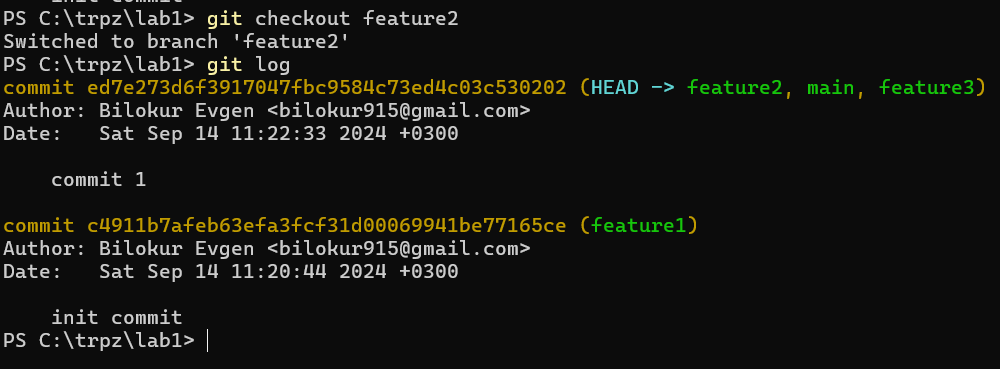 init commit
PS C:\trpz\lab1> git checkout feature2
Switched to branch 'feature2'
PS C:\trpz\lab1> git log
commit ed7e273d6f3917047fbc9584c73ed4c03c530202 (HEAD -> feature2, main, feature3)
Author: Bilokur Evgen <bilokur915@gmail.com>
Date:   Sat Sep 14 11:22:33 2024 +0300
commit 1
commit c4911b7afeb63efa3fcf31d00069941be77165ce (feature1)
Author: Bilokur Evgen <bilokur915@gmail.com>
Date:   Sat Sep 14 11:20:44 2024 +0300
init commit
PS C:\trpz\lab1>